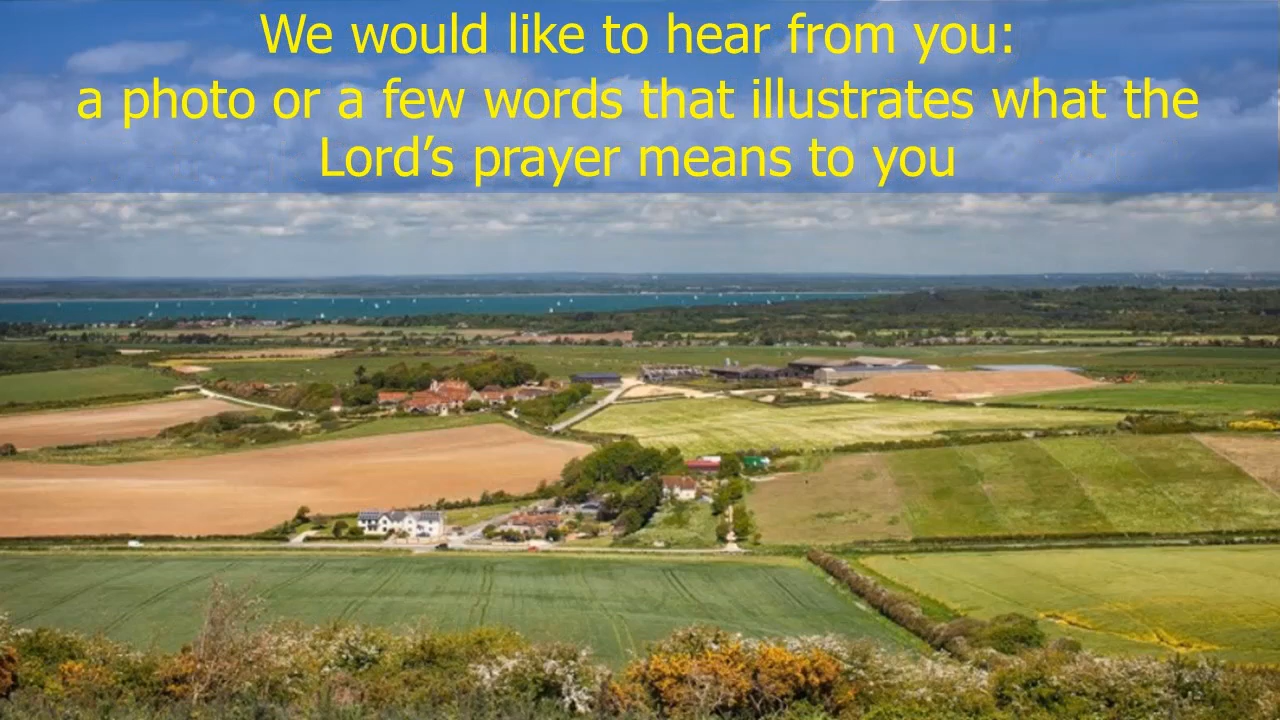 We would like to hear from you:
a photo or a few words that illustrates what the
Lord’s prayer means to you